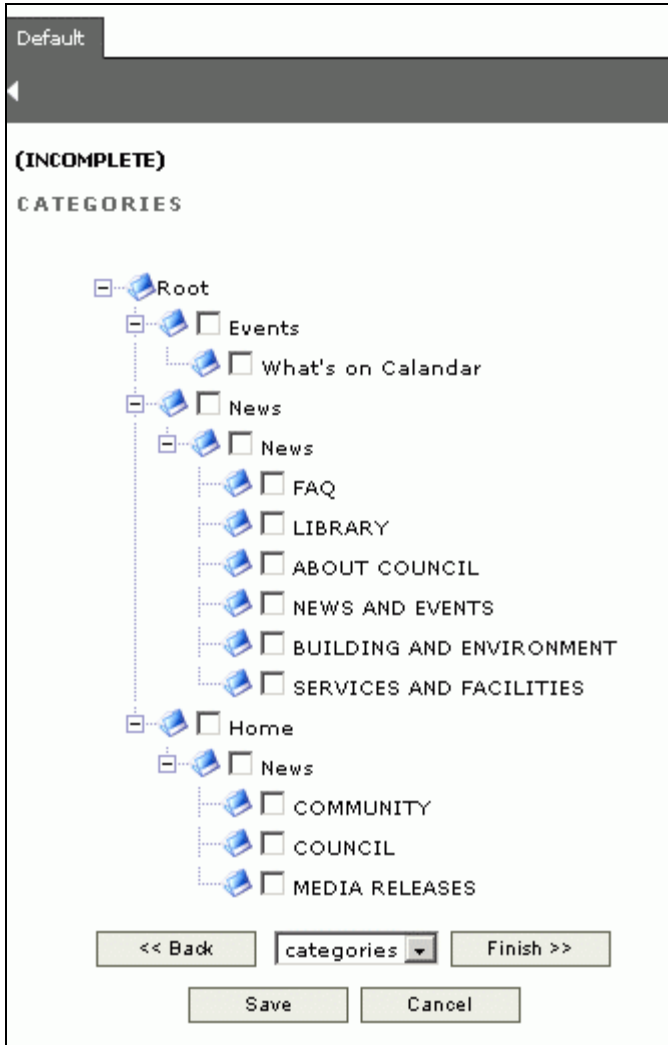 Default
(INCOMPLETE)
CATEGORIES
Root
Events
What's on Calandar
News
News
FAQ
LIBRARY
ABOUT COUNCIL
NEWS AND EVENTS
BUILDING AND ENVIRONMENT
SERVICES AND FACILITIES
Home
News
COMMUNITY
COUNCIL
MEDIA RELEASES
<< Back categories Finish >>
Save Cancel